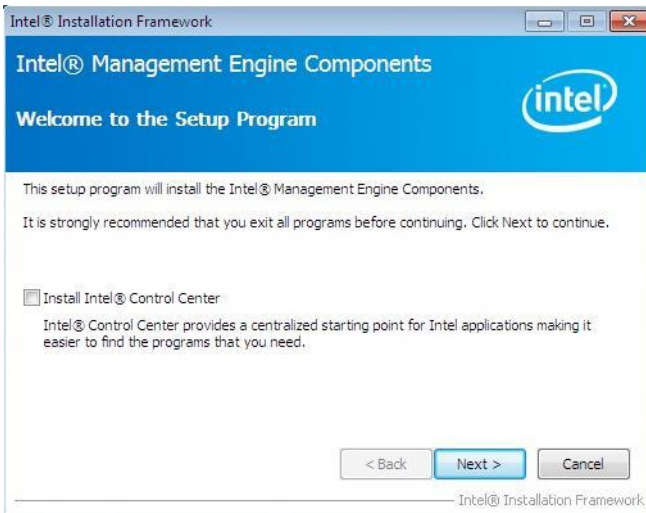 Intel® Installation Framework
Intel® Management Engine Components
Welcome to the Setup Program
intel
This setup program will install the Intel® Management Engine Components.
It is strongly recommended that you exit all programs before continuing. Click Next to continue.
Install Intel® Control Center
Intel® Control Center provides a centralized starting point for Intel applications making it
easier to find the programs that you need.
< Back
Next >
Cancel
Intel® Installation Framework